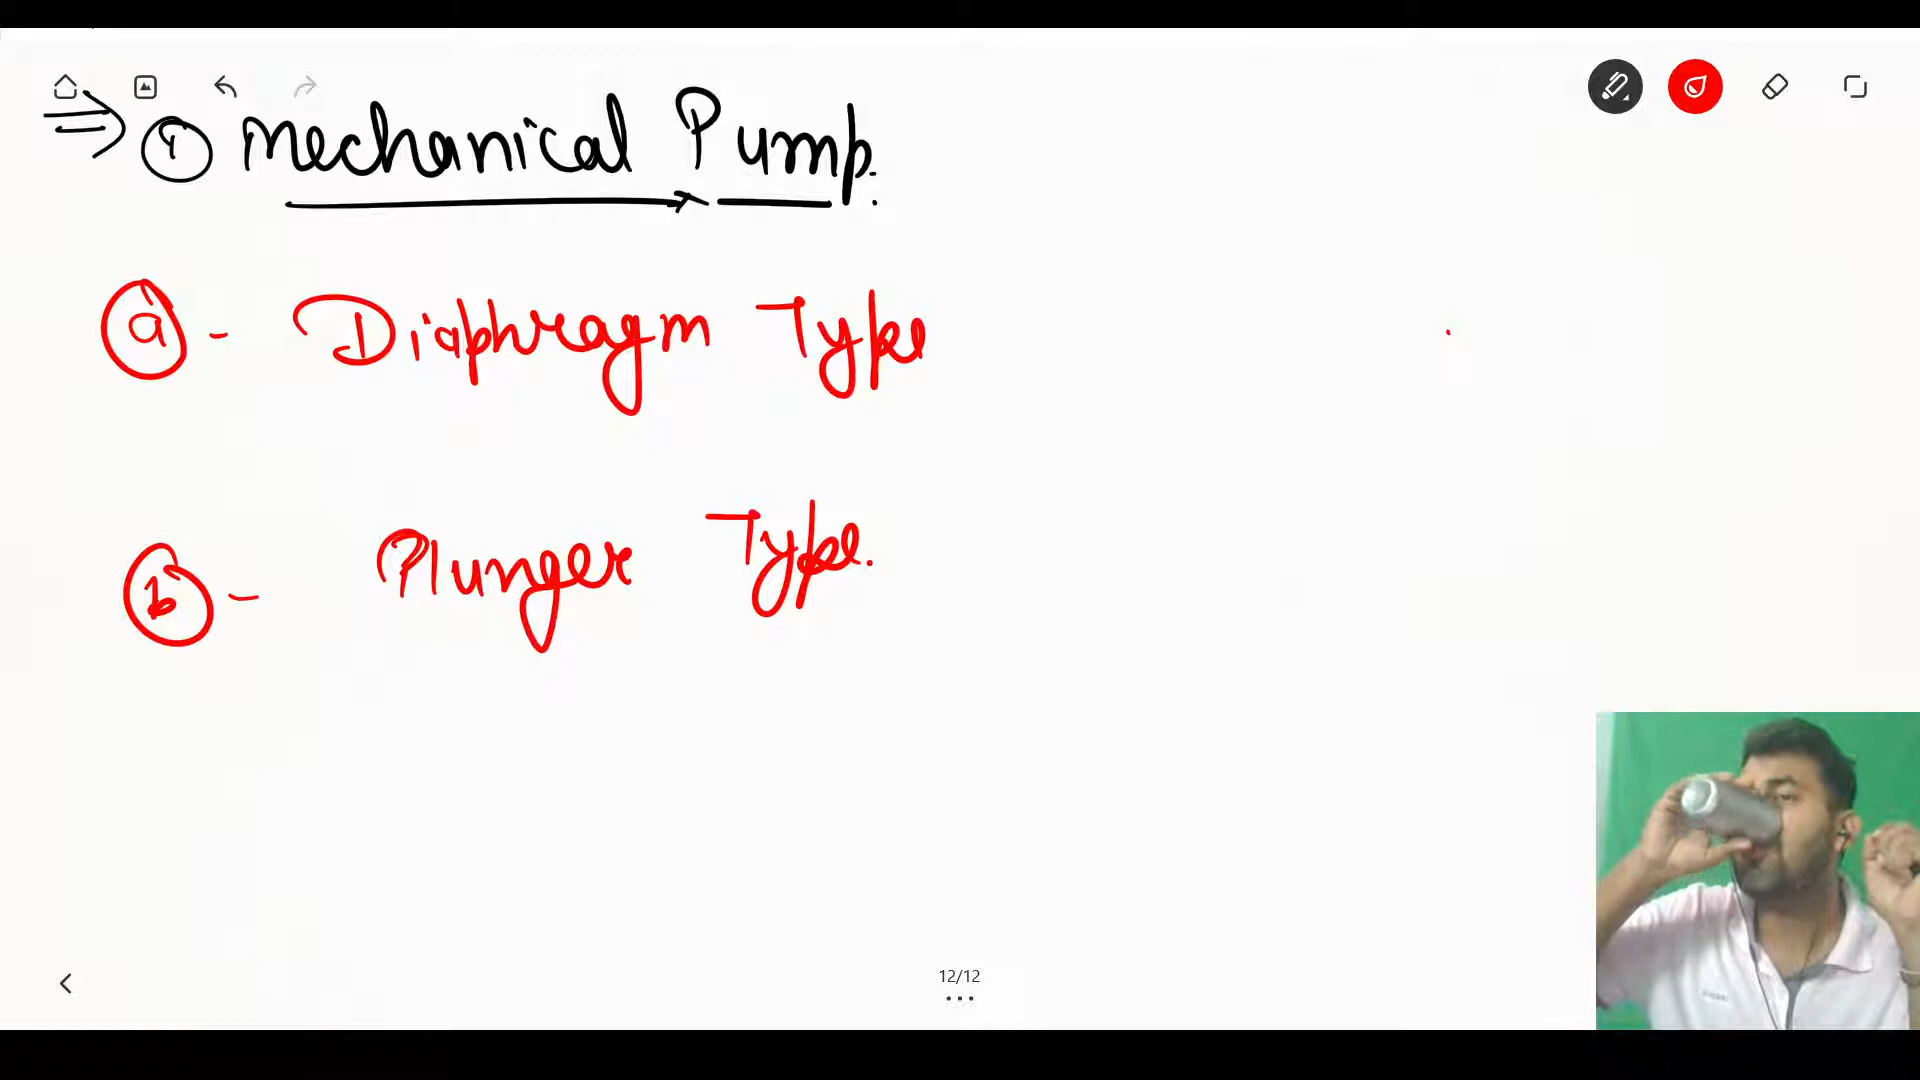 ⇒ ① Mechanical Pump.
ⓐ - Diaphragm Type
ⓑ - Plunger Type.
12/12